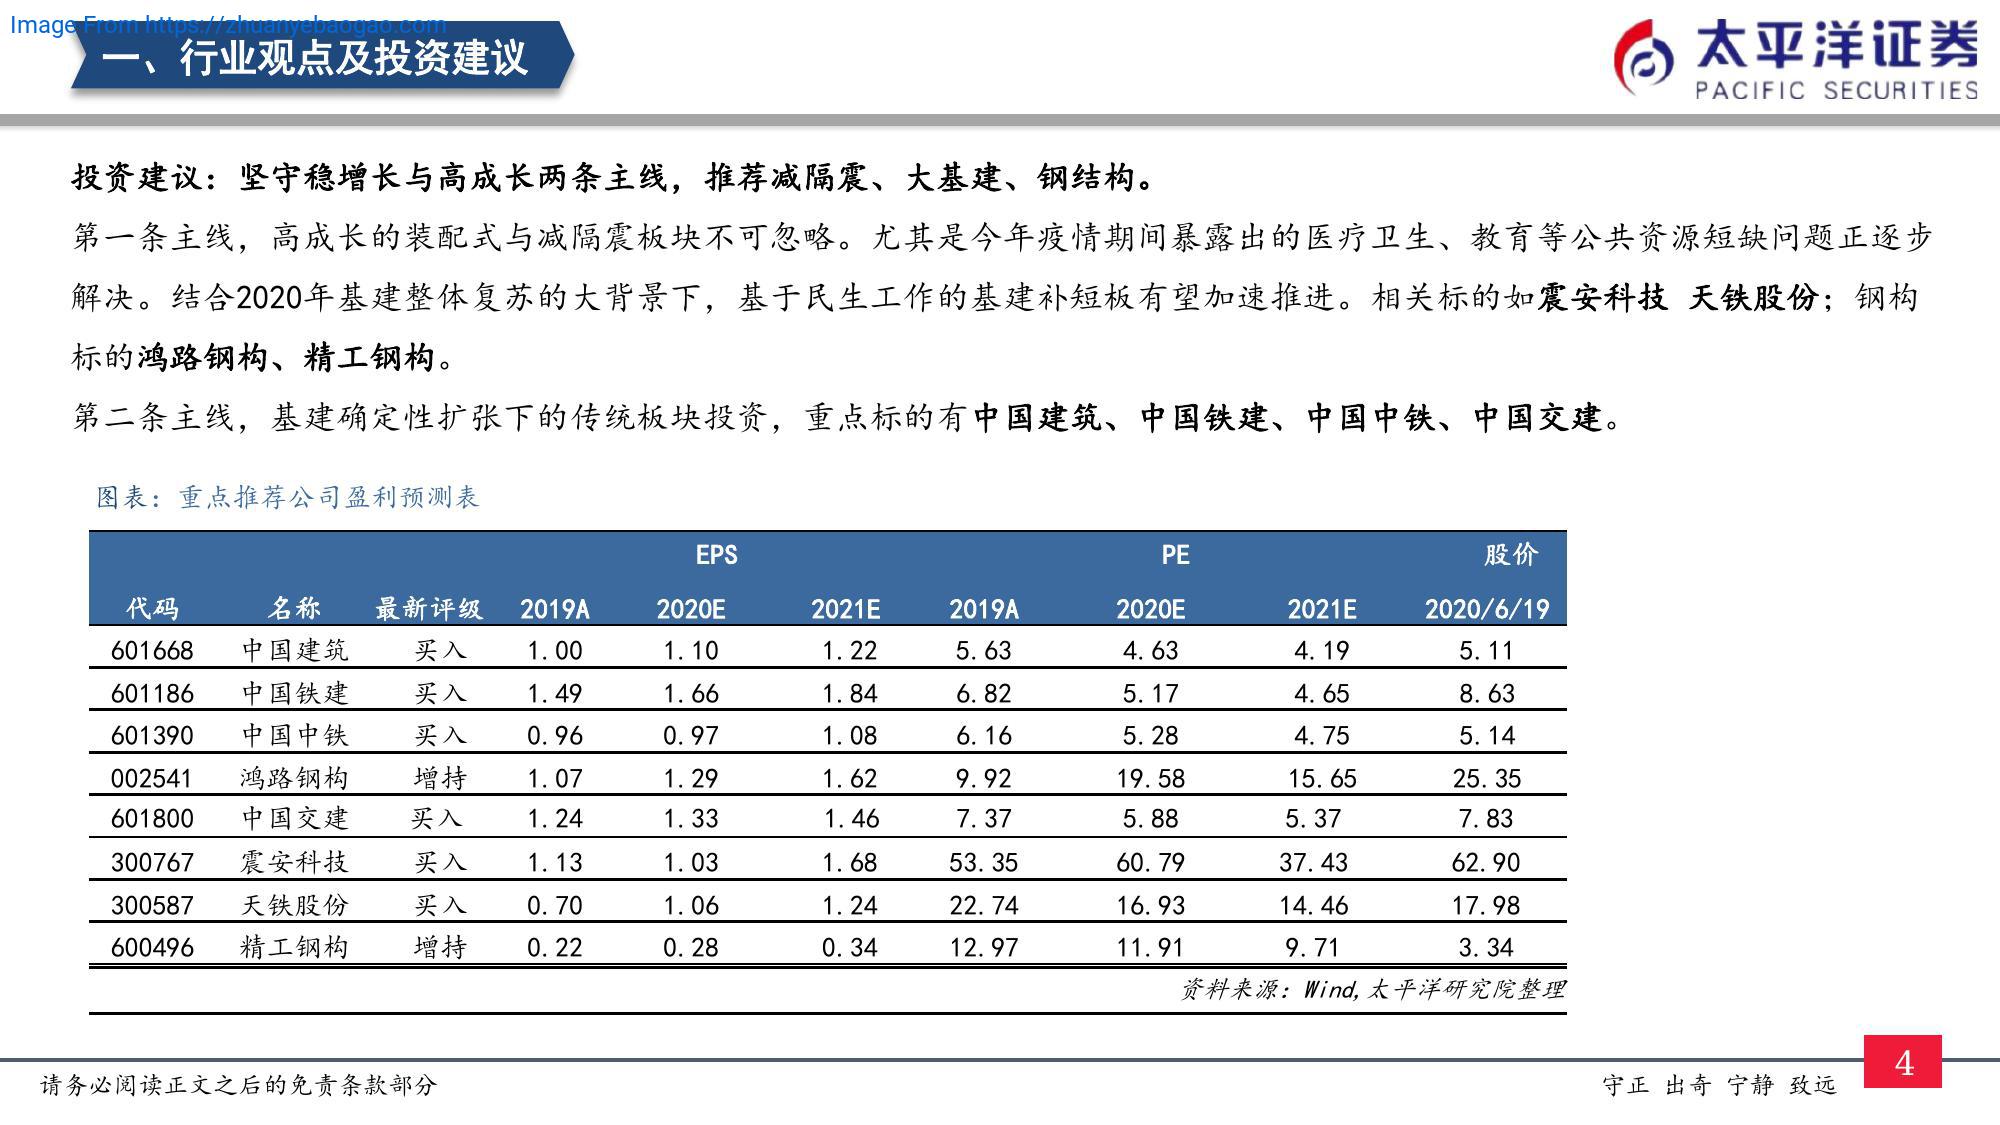 Image From https://zhuanyebaogao.com
一、行业观点及投资建议
太平洋证券
PACIFIC SECURITIES
投资建议：坚守稳增长与高成长两条主线，推荐减隔震、大基建、钢结构。
第一条主线，高成长的装配式与减隔震板块不可忽略。尤其是今年疫情期间暴露出的医疗卫生、教育等公共资源短缺问题正逐步
解决。结合2020年基建整体复苏的大背景下，基于民生工作的基建补短板有望加速推进。相关标的如震安科技 天铁股份；钢构
标的鸿路钢构、精工钢构。
第二条主线，基建确定性扩张下的传统板块投资，重点标的有中国建筑、中国铁建、中国中铁、中国交建。
图表：重点推荐公司盈利预测表
EPS PE 股价
代码 名称 最新评级 2019A 2020E 2021E 2019A 2020E 2021E 2020/6/19
601668 中国建筑 买入 1.00 1.10 1.22 5.63 4.63 4.19 5.11
601186 中国铁建 买入 1.49 1.66 1.84 6.82 5.17 4.65 8.63
601390 中国中铁 买入 0.96 0.97 1.08 6.16 5.28 4.75 5.14
002541 鸿路钢构 增持 1.07 1.29 1.62 9.92 19.58 15.65 25.35
601800 中国交建 买入 1.24 1.33 1.46 7.37 5.88 5.37 7.83
300767 震安科技 买入 1.13 1.03 1.68 53.35 60.79 37.43 62.90
300587 天铁股份 买入 0.70 1.06 1.24 22.74 16.93 14.46 17.98
600496 精工钢构 增持 0.22 0.28 0.34 12.97 11.91 9.71 3.34
资料来源：Wind,太平洋研究院整理
请务必阅读正文之后的免责条款部分
守正 出奇 宁静 致远
4